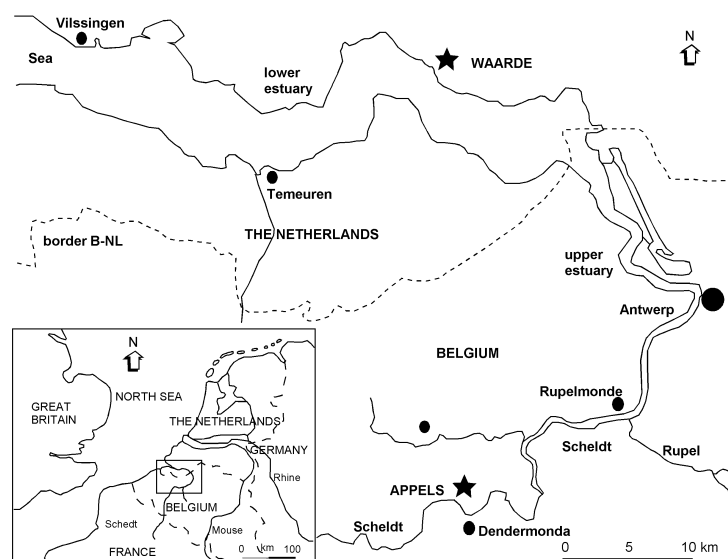 Vilssingen
Sea
lower
estuary
WAARDE
N
Temeuren
THE NETHERLANDS
border B-NL
upper
estuary
Antwerp
BELGIUM
Rupelmonde
Scheldt
Rupel
APPELS
Scheldt
Dendermonda
0 5 10 km
N
NORTH SEA
GREAT
BRITAIN
THE NETHERLANDS
GERMANY
Rhine
BELGIUM
Schedt
Mouse
FRANCE
0 km 100